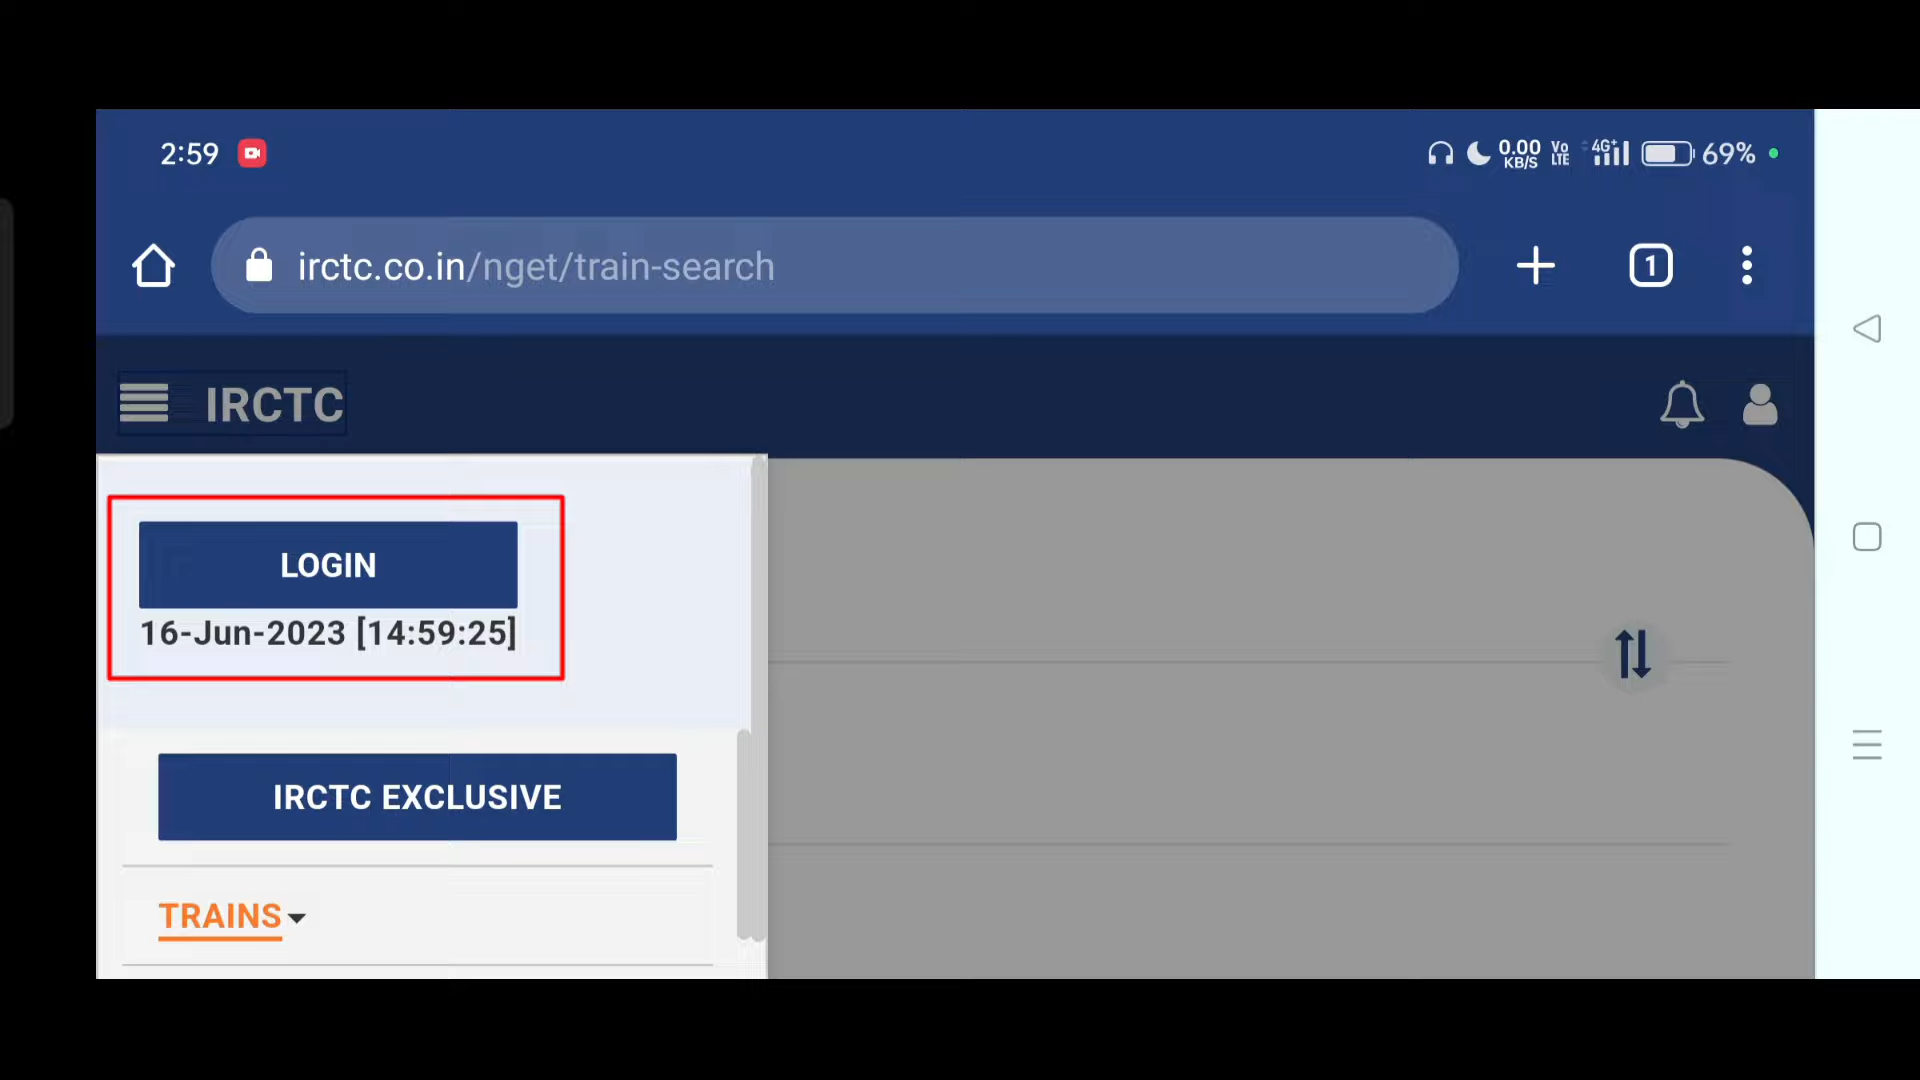 2:59
0.00 KB/S Vo LTE 4G+ 69%
irctc.co.in/nget/train-search
1
IRCTC
LOGIN
16-Jun-2023 [14:59:25]
IRCTC EXCLUSIVE
TRAINS